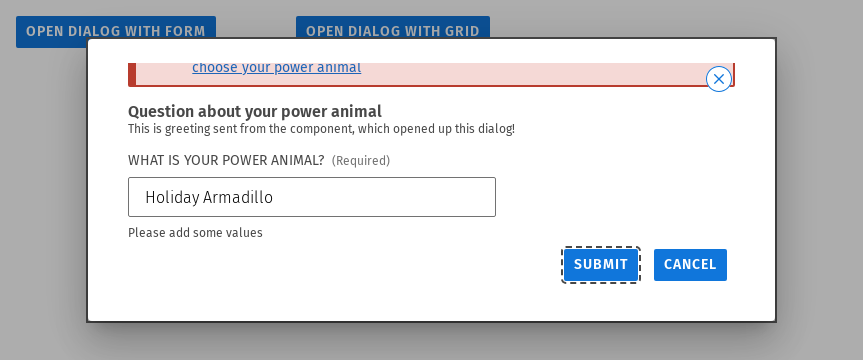 OPEN DIALOG WITH FORM
OPEN DIALOG WITH GRID
choose your power animal
Question about your power animal
This is greeting sent from the component, which opened up this dialog!
WHAT IS YOUR POWER ANIMAL? (Required)
Holiday Armadillo
Please add some values
SUBMIT
CANCEL